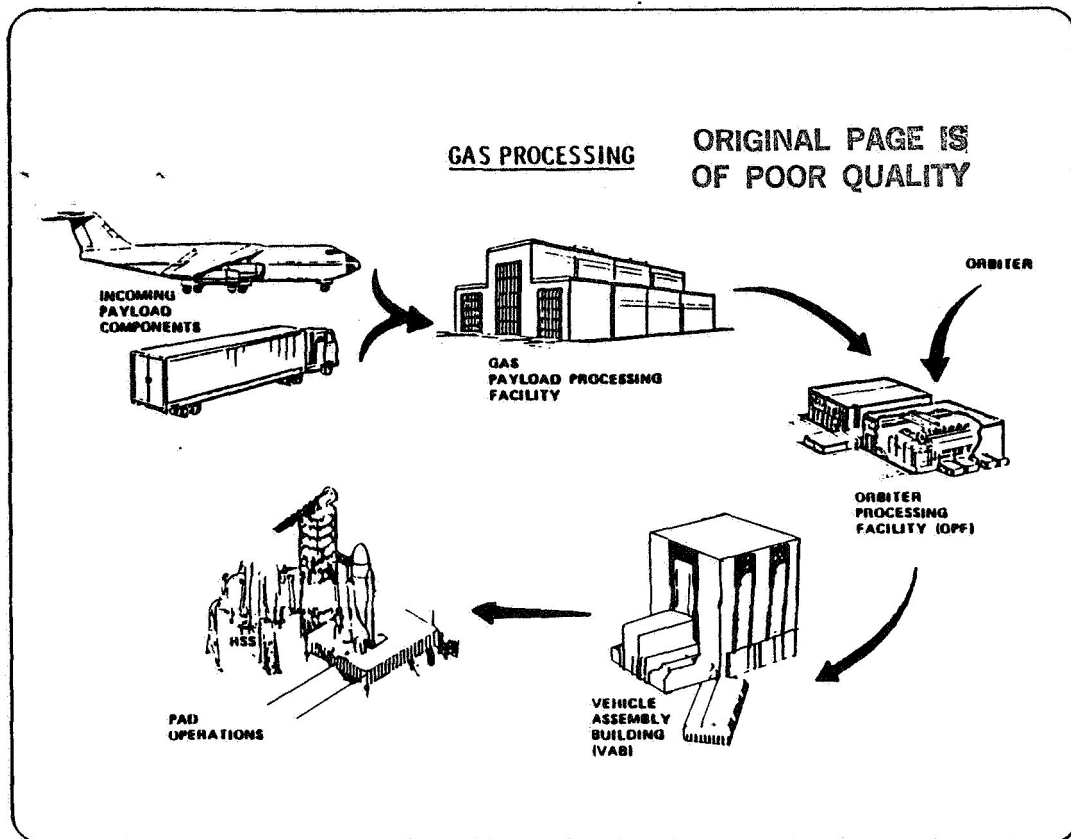 GAS PROCESSING
ORIGINAL PAGE IS
OF POOR QUALITY
INCOMING
PAYLOAD
COMPONENTS
GAS
PAYLOAD PROCESSING
FACILITY
ORBITER
ORBITER
PROCESSING
FACILITY (OPF)
VEHICLE
ASSEMBLY
BUILDING
(VAB)
HSS
PAD
OPERATIONS